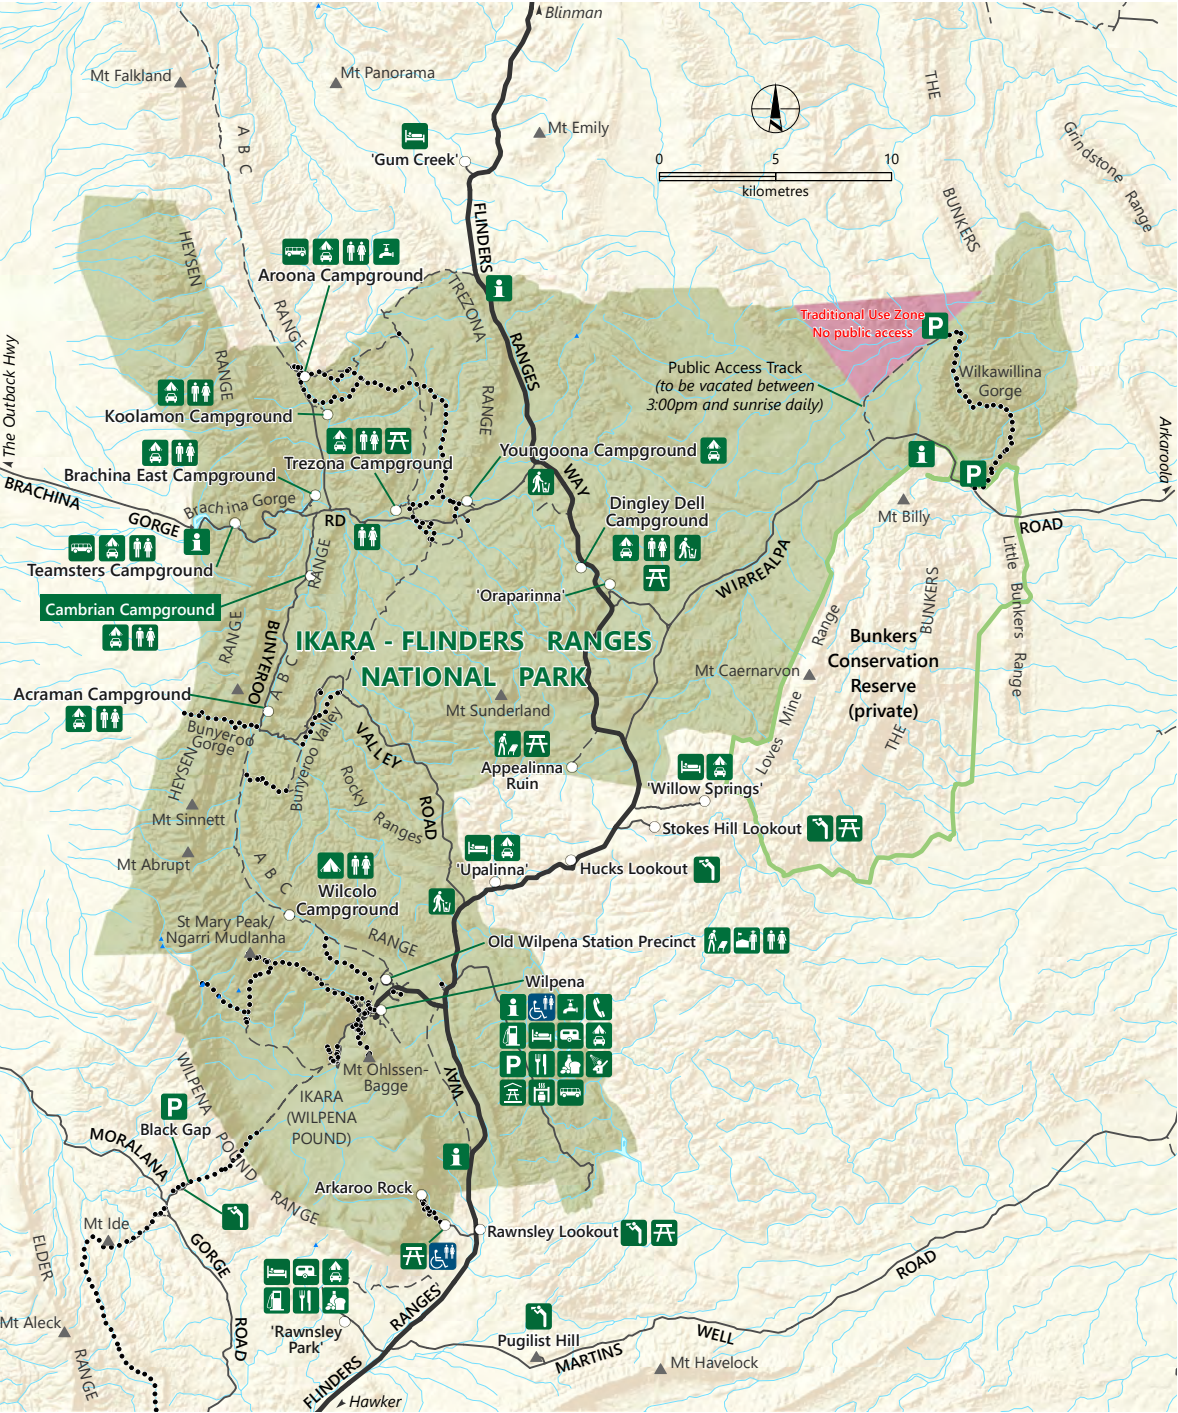 Blinman
Mt Falkland
Mt Panorama
THE
ABC
Mt Emily
'Gum Creek'
0 5 10
kilometres
Grindstone Range
BUNKERS
FLINDERS
HEYSEN
Aroona Campground
TREZONA
RANGE
Traditional Use Zone
No public access
P
RANGES
The Outback Hwy
RANGE
Public Access Track
(to be vacated between
3:00pm and sunrise daily)
Wilkawillina
Gorge
RANGE
Koolamon Campground
Arkaroola
Trezona Campground
Youngoona Campground
Brachina East Campground
WAY
P
BRACHINA
GORGE
Brachina Gorge
RD
Dingley Dell
Campground
Mt Billy
ROAD
Teamsters Campground
RANGE
WIRREALPA
Little Bunkers Range
Cambrian Campground
'Oraparinna'
BUNKERS
RANGE
BUNYEROO
IKARA - FLINDERS RANGES
NATIONAL PARK
Range
Bunkers
Conservation
Reserve
(private)
Mt Caernarvon
ABC
Acraman Campground
Mt Sunderland
Loves Mine
THE
Bunyeroo
Gorge
Bunyeroo Valley
VALLEY
HEYSEN
Appealinna
Ruin
Rocky
Ranges
ROAD
'Willow Springs'
Mt Sinnett
Stokes Hill Lookout
Mt Abrupt
ABC
'Upalinna'
Hucks Lookout
Wilcolo
Campground
St Mary Peak/
Ngarri Mudlanha
RANGE
Old Wilpena Station Precinct
Wilpena
P
WILPENA
POUND
RANGE
Mt Ohlssen-
Bagge
WAY
IKARA
(WILPENA
POUND)
P
Black Gap
MORALANA
Arkaroo Rock
Mt Ide
GORGE
Rawnsley Lookout
ELDER
ROAD
RANGES
ROAD
Mt Aleck
'Rawnsley
Park'
Pugilist Hill
WELL
MARTINS
RANGE
FLINDERS
Mt Havelock
Hawker